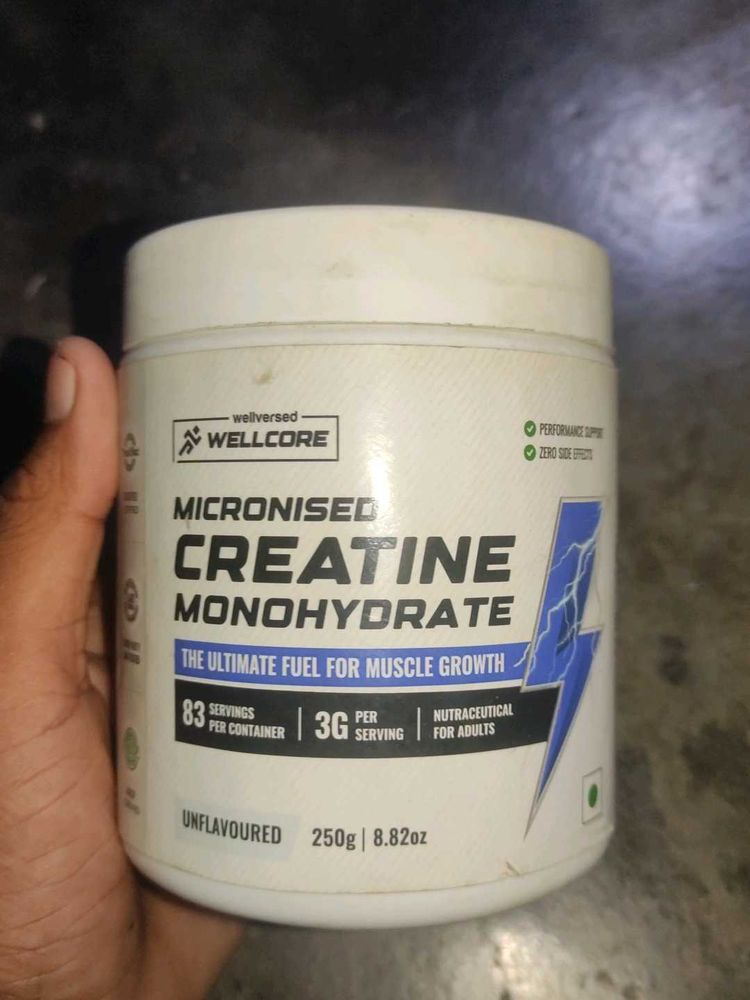 wellversed
WELLCORE
PERFORMANCE SUPPORT
ZERO SIDE EFFECTS
MICRONISED
CREATINE
MONOHYDRATE
THE ULTIMATE FUEL FOR MUSCLE GROWTH
83 SERVINGS PER CONTAINER
3G PER SERVING
NUTRACEUTICAL FOR ADULTS
UNFLAVOURED
250g | 8.82oz